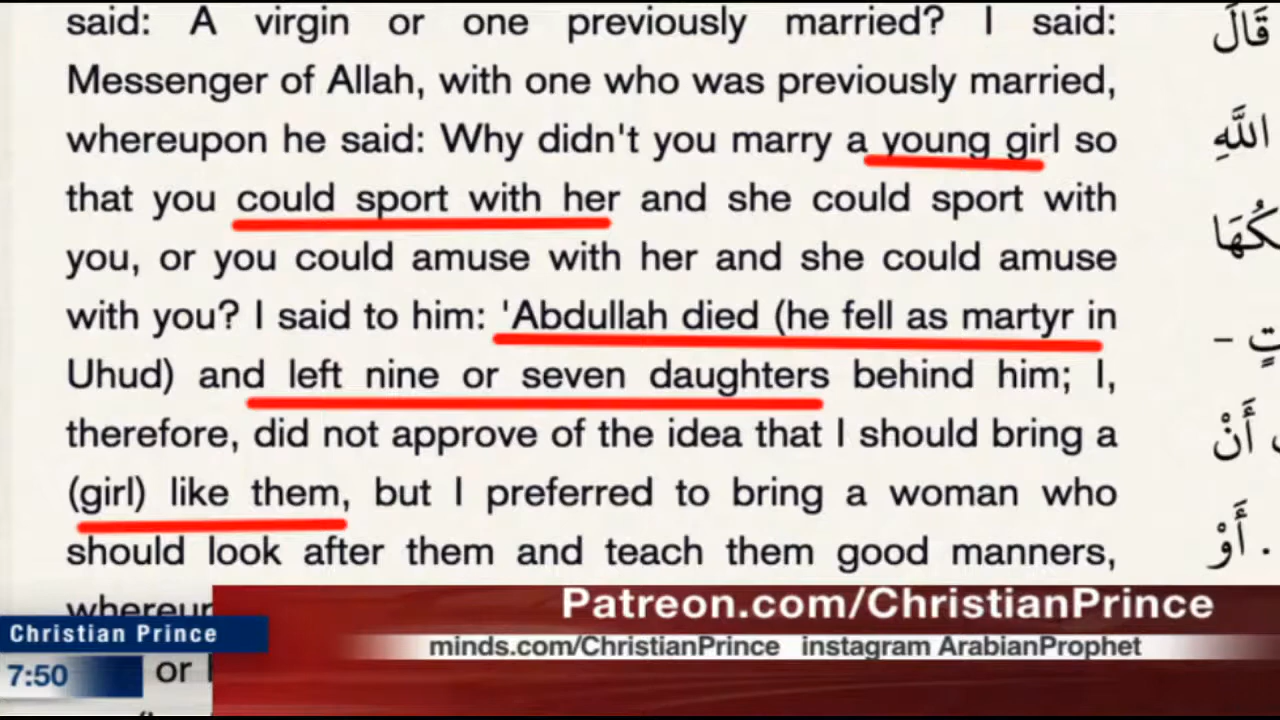 said: A virgin or one previously married? I said:
Messenger of Allah, with one who was previously married,
whereupon he said: Why didn't you marry a young girl so
that you could sport with her and she could sport with
you, or you could amuse with her and she could amuse
with you? I said to him: 'Abdullah died (he fell as martyr in
Uhud) and left nine or seven daughters behind him; I,
therefore, did not approve of the idea that I should bring a
(girl) like them, but I preferred to bring a woman who
should look after them and teach them good manners,
or
قَالَ
اللَّهِ
أَنْ
أَوْ .
Patreon.com/ChristianPrince
Christian Prince
minds.com/ChristianPrince instagram ArabianProphet
7:50